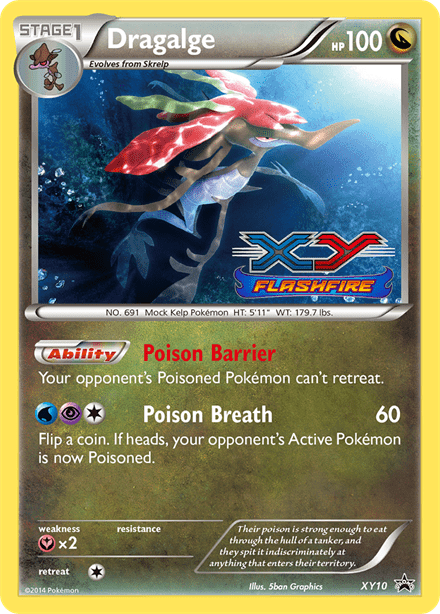 STAGE1
Dragalge
HP100
Evolves from Skrelp
XY
FLASHFIRE
NO. 691 Mock Kelp Pokémon HT: 5'11" WT: 179.7 lbs.
Ability Poison Barrier
Your opponent's Poisoned Pokémon can't retreat.
Poison Breath 60
Flip a coin. If heads, your opponent's Active Pokémon
is now Poisoned.
weakness resistance
×2
retreat
Their poison is strong enough to eat
through the hull of a tanker, and
they spit it indiscriminately at
anything that enters their territory.
©2014 Pokémon
Illus. 5ban Graphics
XY10
PROMO